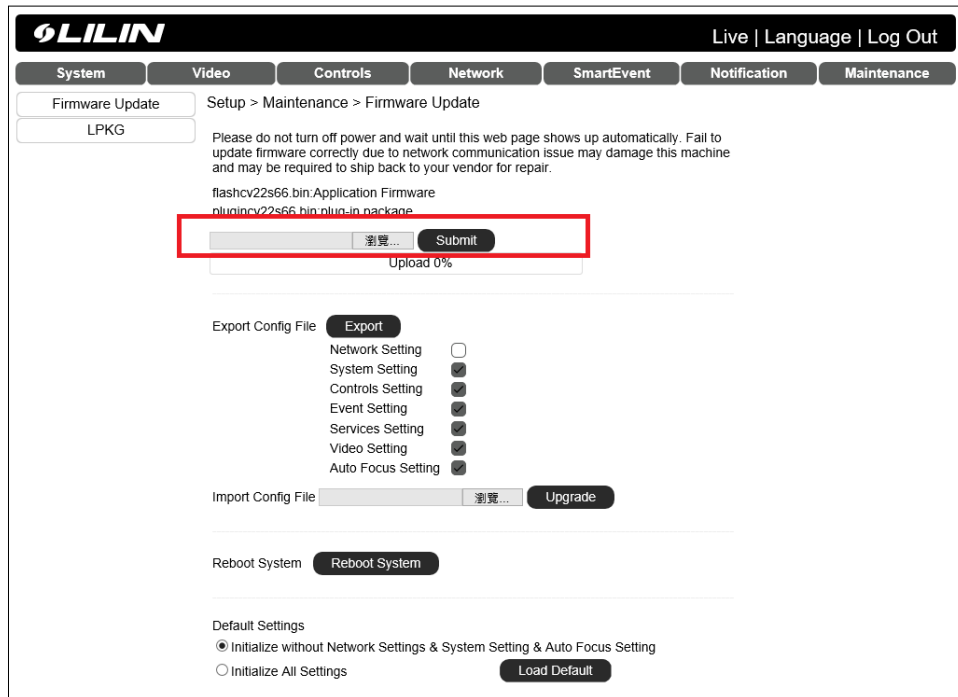 LILIN
Live | Language | Log Out
System Video Controls Network SmartEvent Notification Maintenance
Firmware Update
LPKG
Setup > Maintenance > Firmware Update
Please do not turn off power and wait until this web page shows up automatically. Fail to
update firmware correctly due to network communication issue may damage this machine
and may be required to ship back to your vendor for repair.
flashcv22s66.bin:Application Firmware
plugincv22s66.bin:plug-in package
瀏覽... Submit
Upload 0%
Export Config File Export
Network Setting
System Setting
Controls Setting
Event Setting
Services Setting
Video Setting
Auto Focus Setting
Import Config File 瀏覽... Upgrade
Reboot System Reboot System
Default Settings
Initialize without Network Settings & System Setting & Auto Focus Setting
Initialize All Settings Load Default